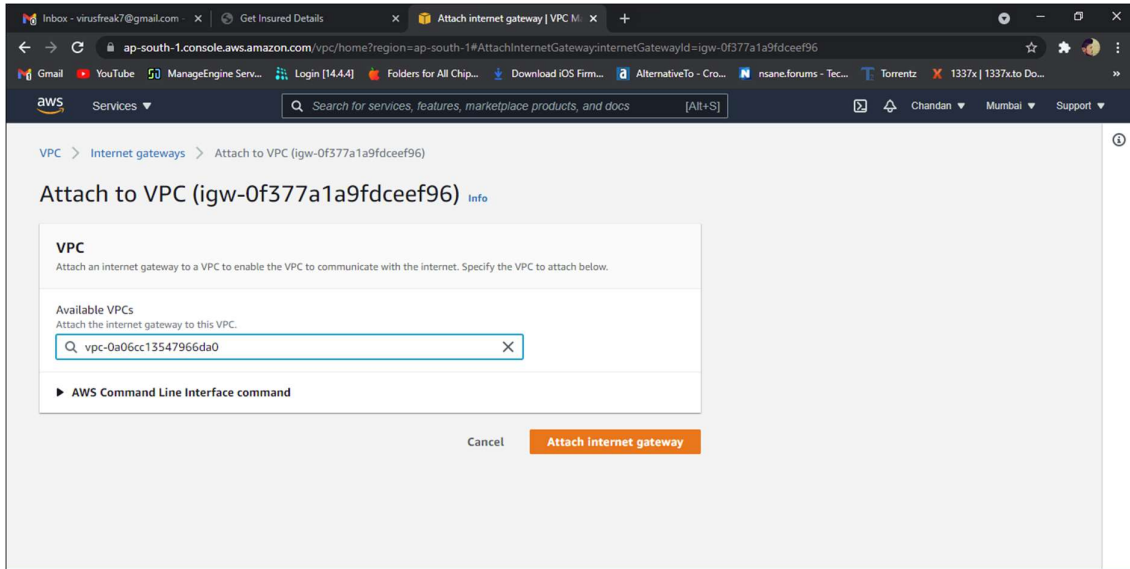 Inbox - virusfreak7@gmail.com -
Get Insured Details
Attach internet gateway | VPC M
ap-south-1.console.aws.amazon.com/vpc/home?region=ap-south-1#AttachInternetGateway:internetGatewayId=igw-0f377a1a9fdceef96
Gmail YouTube ManageEngine Serv... Login [14.4.4] Folders for All Chip... Download iOS Firm... AlternativeTo - Cro... nsane.forums - Tec... Torrentz 1337x | 1337x.to Do... »
aws Services ▼ Search for services, features, marketplace products, and docs [Alt+S] Chandan ▼ Mumbai ▼ Support ▼
VPC > Internet gateways > Attach to VPC (igw-0f377a1a9fdceef96)
Attach to VPC (igw-0f377a1a9fdceef96) Info
VPC
Attach an internet gateway to a VPC to enable the VPC to communicate with the internet. Specify the VPC to attach below.
Available VPCs
Attach the internet gateway to this VPC.
vpc-0a06cc13547966da0
AWS Command Line Interface command
Cancel Attach internet gateway